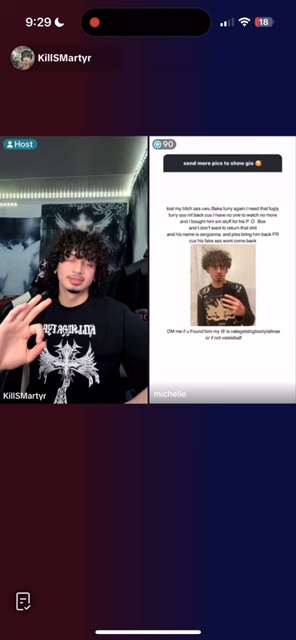 9:29
18
KillSMartyr
Host
90
send more pics to show gio 🥰
lost my bitch ass uwu Baka furry again I need that fugly
furry ass mf back cus I have no one to watch no more
and I bought him sm stuff for his P O Box
and I don't want to return that shit
and his name is sergianna and ples bring him back FR
cus his fake ass wont come back
DM me if u Found him my @ is
or if not
KillSMartyr
michelle